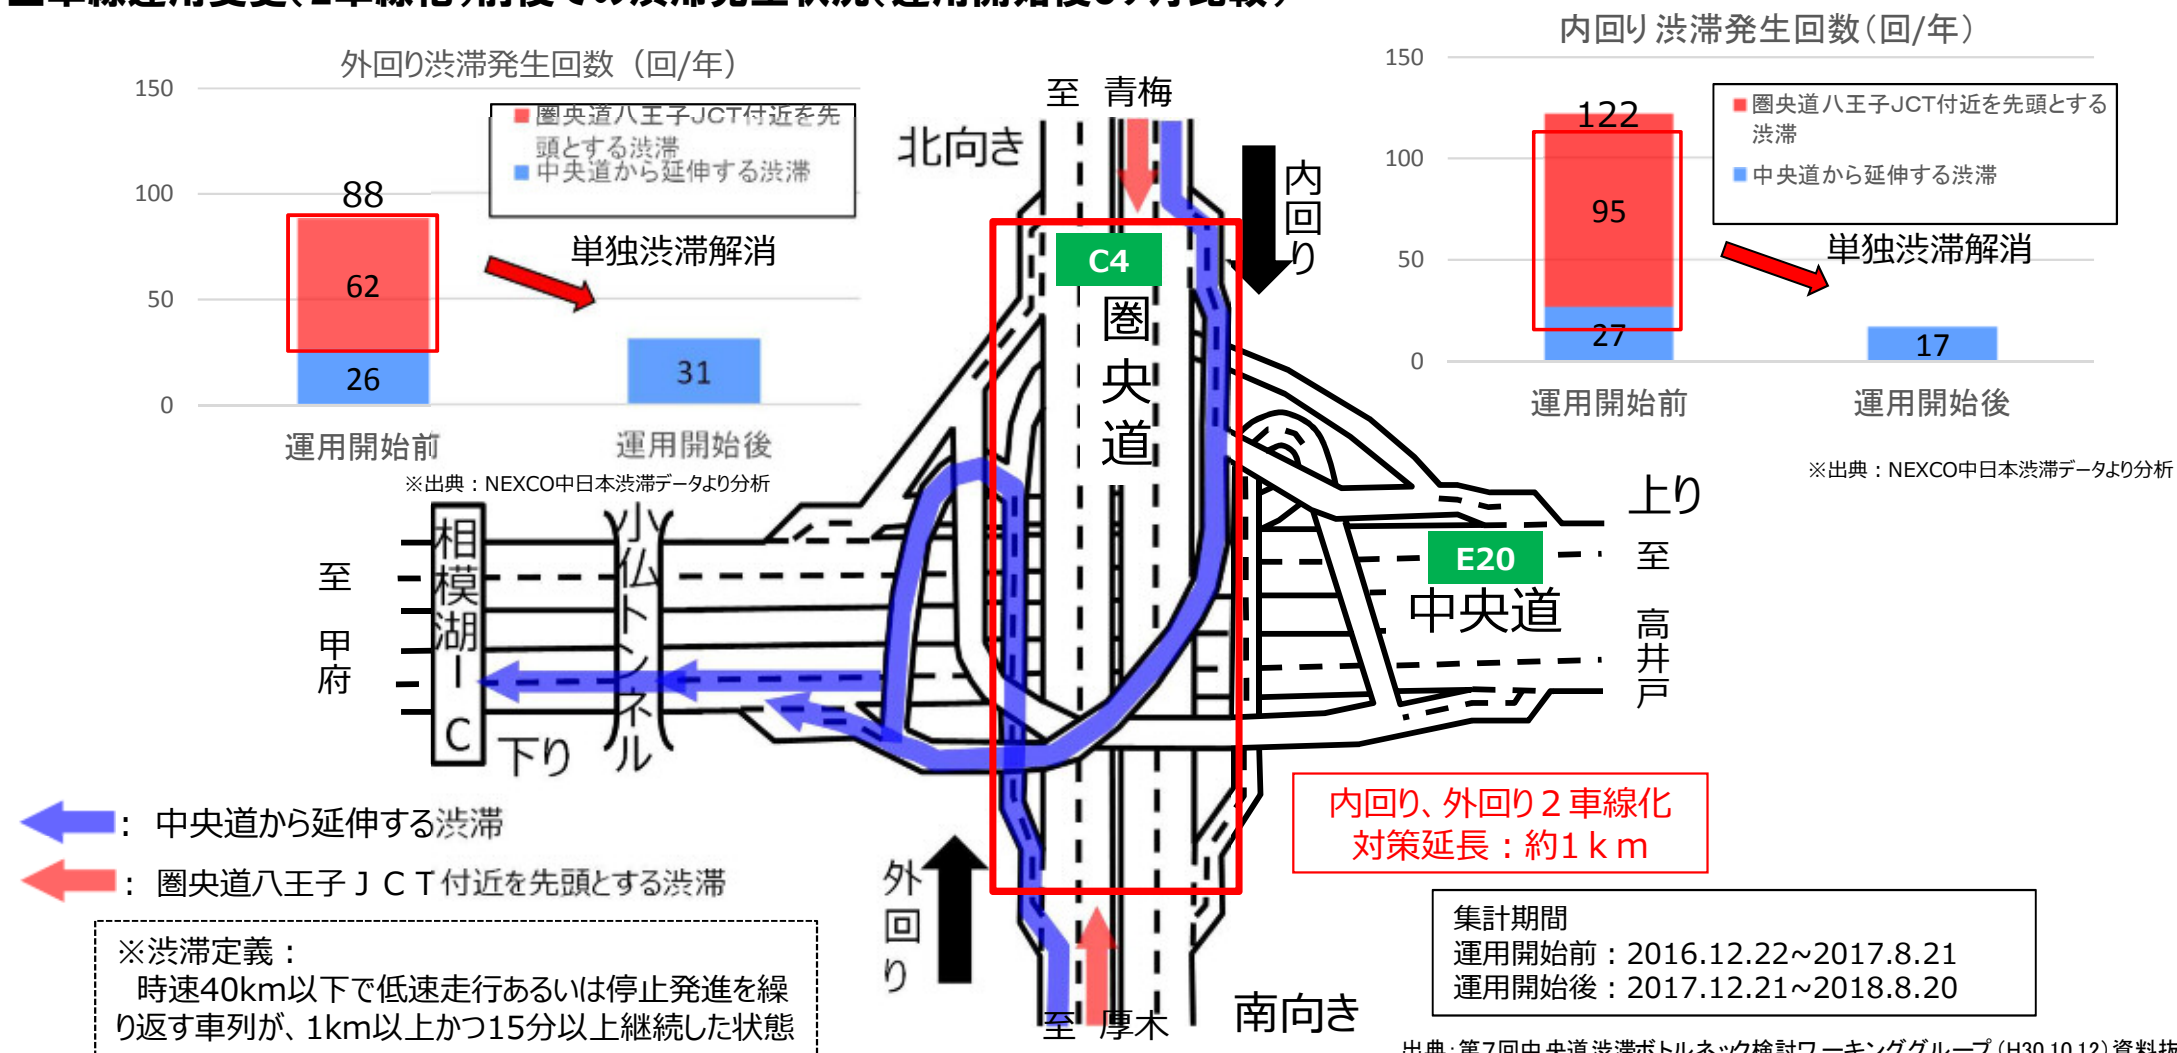 外回り渋滞発生回数（回/年）
150
100
50
0
圏央道八王子JCT付近を先
頭とする渋滞
中央道から延伸する渋滞
88
62
26
31
単独渋滞解消
運用開始前
運用開始後
※出典：NEXCO中日本渋滞データより分析
内回り渋滞発生回数（回/年）
150
100
50
0
圏央道八王子JCT付近を先頭とする
渋滞
中央道から延伸する渋滞
122
95
27
17
単独渋滞解消
運用開始前
運用開始後
※出典：NEXCO中日本渋滞データより分析
至 青梅
北向き
内回り
C4
圏央道
上り
E20
中央道
至 高井戸
至 甲府
相模湖IC
小仏トンネル
下り
外回り
至 厚木
南向き
内回り、外回り２車線化
対策延長：約1ｋｍ
：中央道から延伸する渋滞
：圏央道八王子ＪＣＴ付近を先頭とする渋滞
※渋滞定義：
時速40km以下で低速走行あるいは停止発進を繰
り返す車列が、1km以上かつ15分以上継続した状態
集計期間
運用開始前：2016.12.22~2017.8.21
運用開始後：2017.12.21~2018.8.20